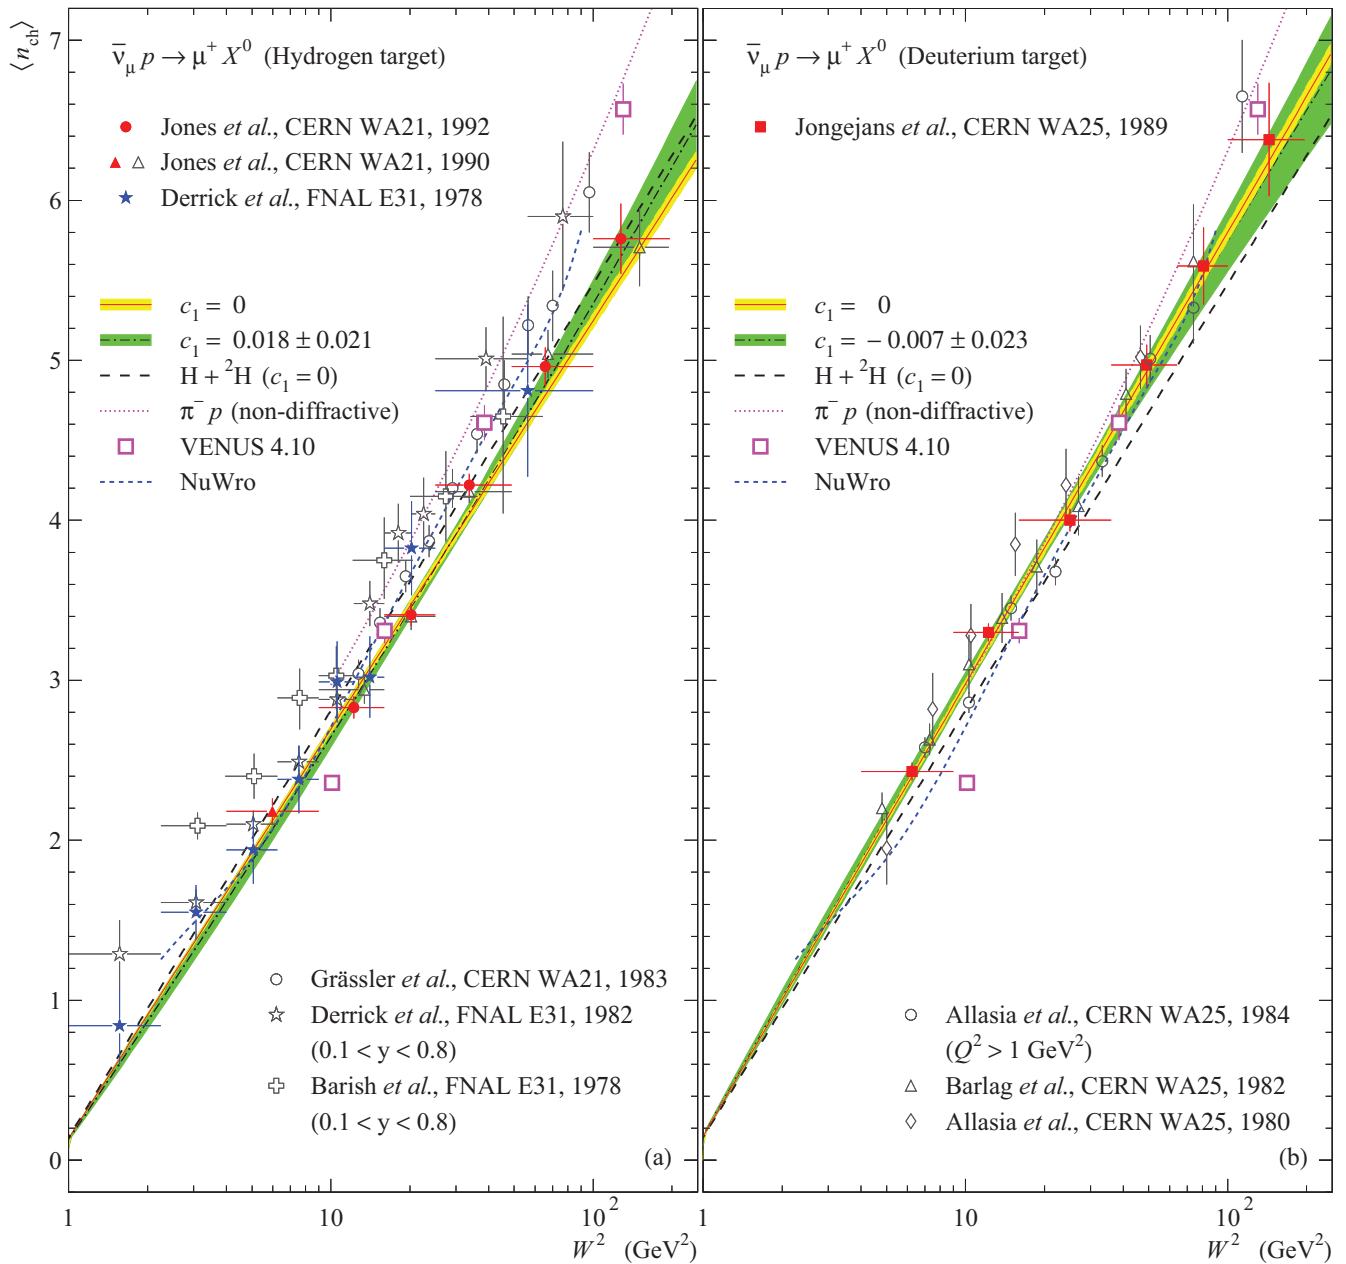 ⟨n_ch⟩
7
6
5
4
3
2
1
0
ν̅_μ p → μ⁺ X⁰ (Hydrogen target)
Jones et al., CERN WA21, 1992
Jones et al., CERN WA21, 1990
Derrick et al., FNAL E31, 1978
c₁ = 0
c₁ = 0.018 ± 0.021
H + ²H (c₁ = 0)
π⁻ p (non-diffractive)
VENUS 4.10
NuWro
Grässler et al., CERN WA21, 1983
Derrick et al., FNAL E31, 1982
(0.1 < y < 0.8)
Barish et al., FNAL E31, 1978
(0.1 < y < 0.8)
(a)
1 10 10²
W² (GeV²)
ν̅_μ p → μ⁺ X⁰ (Deuterium target)
Jongejans et al., CERN WA25, 1989
c₁ = 0
c₁ = − 0.007 ± 0.023
H + ²H (c₁ = 0)
π⁻ p (non-diffractive)
VENUS 4.10
NuWro
Allasia et al., CERN WA25, 1984
(Q² > 1 GeV²)
Barlag et al., CERN WA25, 1982
Allasia et al., CERN WA25, 1980
(b)
1 10 10²
W² (GeV²)